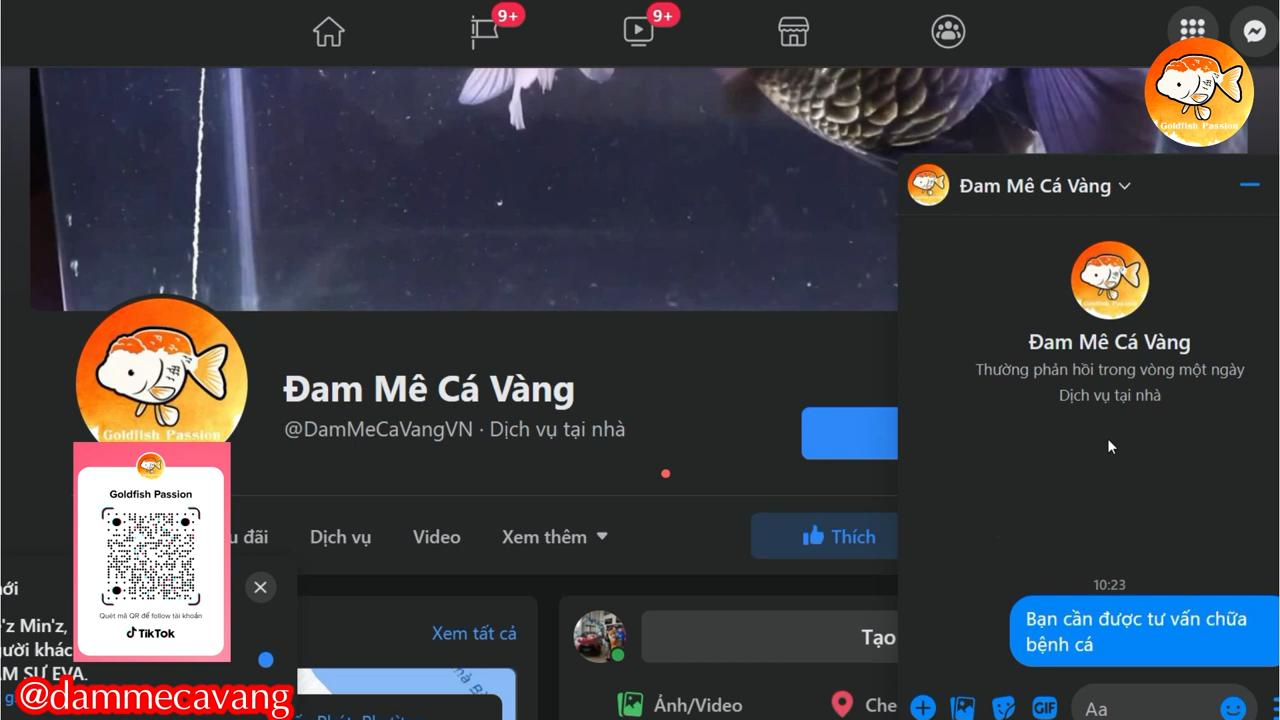 9+
9+
Goldfish Passion
Đam Mê Cá Vàng
Đam Mê Cá Vàng
Thường phản hồi trong vòng một ngày
Dịch vụ tại nhà
Đam Mê Cá Vàng
@DamMeCaVangVN · Dịch vụ tại nhà
Goldfish Passion
Goldfish Passion
Quét mã QR để follow tài khoản
TikTok
đãi
Dịch vụ
Video
Xem thêm
Thích
10:23
Bạn cần được tư vấn chữa
bệnh cá
'z Min'z,
khác
SƯ EVA.
Xem tất cả
Tạo
Ảnh/Video
Che
GIF
Aa
@dammecavang